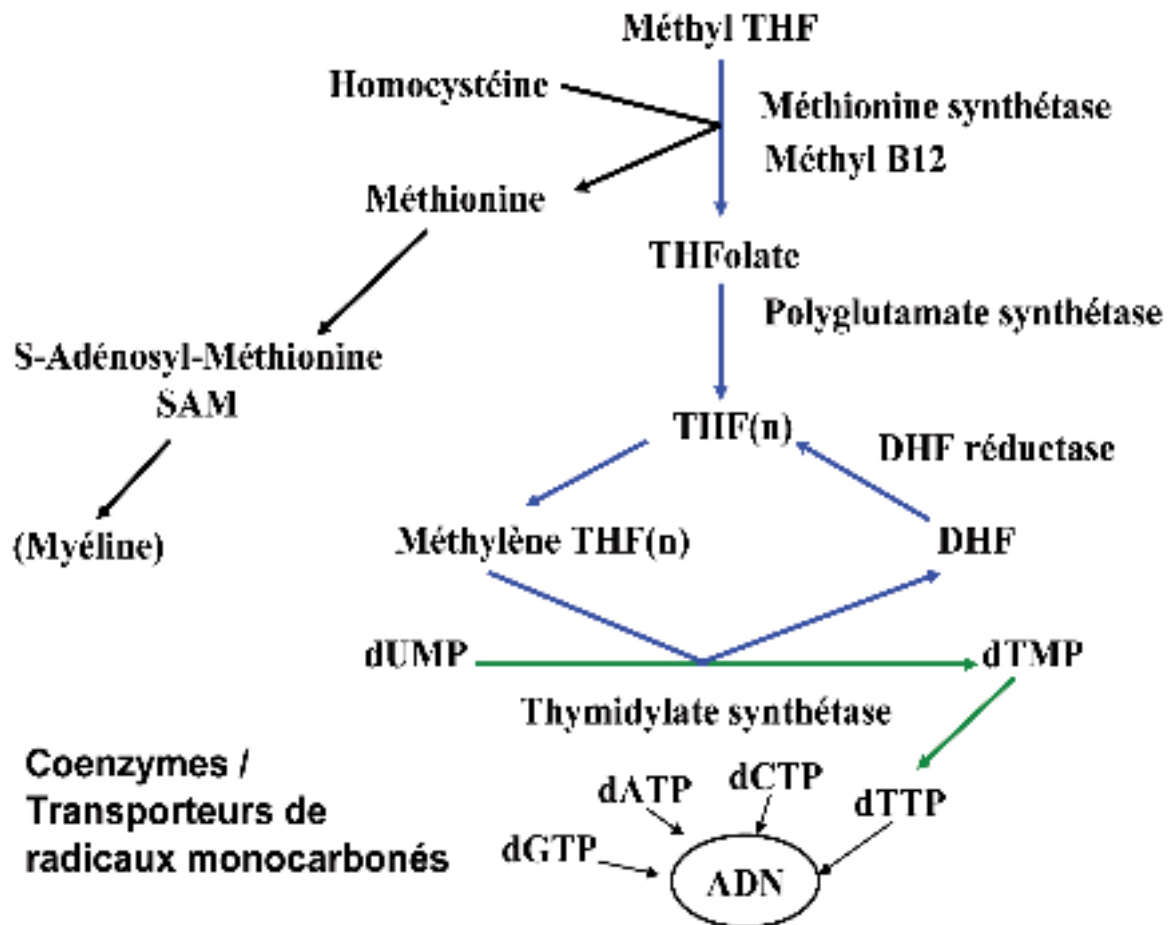 Méthyl THF
Homocystéine
Méthionine synthétase
Méthyl B12
Méthionine
THFolate
Polyglutamate synthétase
S-Adénosyl-Méthionine
SAM
THF(n)
DHF réductase
(Myéline)
Méthylène THF(n)
DHF
dUMP
dTMP
Thymidylate synthétase
Coenzymes /
Transporteurs de
radicaux monocarbonés
dATP
dCTP
dTTP
dGTP
ADN